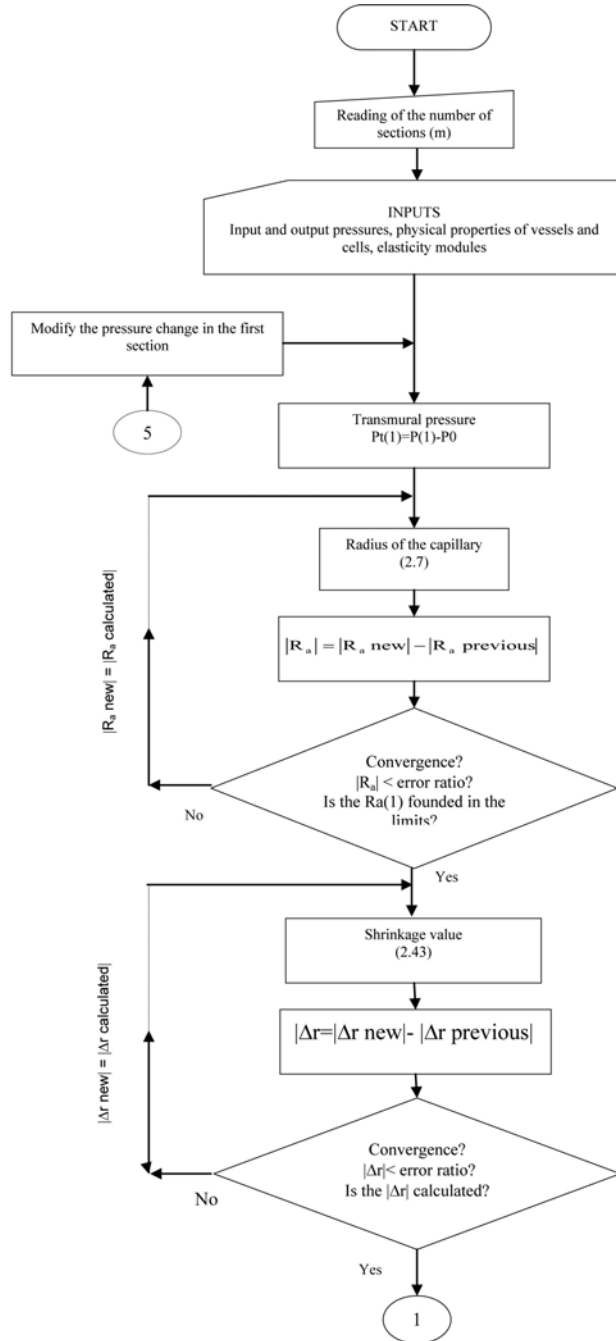 START
Reading of the number of
sections (m)
INPUTS
Input and output pressures, physical properties of vessels and
cells, elasticity modules
Modify the pressure change in the first
section
5
Transmural pressure
Pt(1)=P(1)-P0
Radius of the capillary
(2.7)
|Rₐ| = |Rₐ new| − |Rₐ previous|
|Rₐ new| = |Rₐ calculated|
Convergence?
|Rₐ| < error ratio?
Is the Ra(1) founded in the
limits?
No
Yes
Shrinkage value
(2.43)
|Δr=|Δr new|- |Δr previous|
|Δr new| = |Δr calculated|
Convergence?
|Δr|< error ratio?
Is the |Δr| calculated?
No
Yes
1